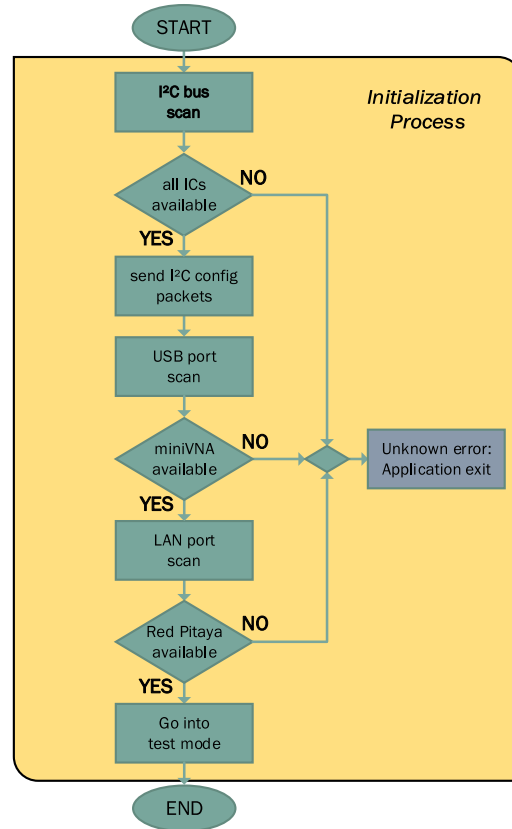 START
I²C bus
scan
Initialization
Process
all ICs
available
NO
YES
send I²C config
packets
USB port
scan
miniVNA
available
NO
Unknown error:
Application exit
YES
LAN port
scan
Red Pitaya
available
NO
YES
Go into
test mode
END